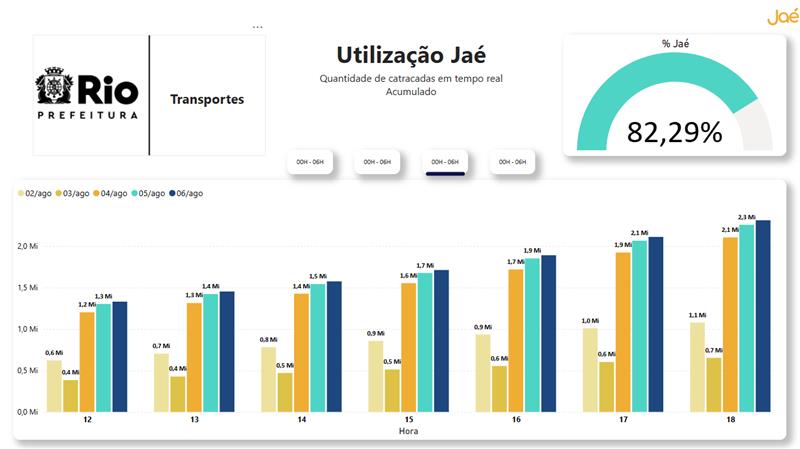 Jaé
...
Rio
PREFEITURA
Transportes
Utilização Jaé
Quantidade de catracadas em tempo real
Acumulado
% Jaé
82,29%
00H - 06H
00H - 06H
00H - 06H
00H - 06H
02/ago 03/ago 04/ago 05/ago 06/ago
2,0 Mi
1,5 Mi
1,0 Mi
0,5 Mi
0,0 Mi
0,6 Mi 0,4 Mi 1,2 Mi 1,3 Mi
0,7 Mi 0,4 Mi 1,3 Mi 1,4 Mi
0,8 Mi 0,5 Mi 1,4 Mi 1,5 Mi
0,9 Mi 0,5 Mi 1,6 Mi 1,7 Mi
0,9 Mi 0,6 Mi 1,7 Mi 1,9 Mi
1,0 Mi 0,6 Mi 1,9 Mi 2,1 Mi
1,1 Mi 0,7 Mi 2,1 Mi 2,3 Mi
12 13 14 15 16 17 18
Hora